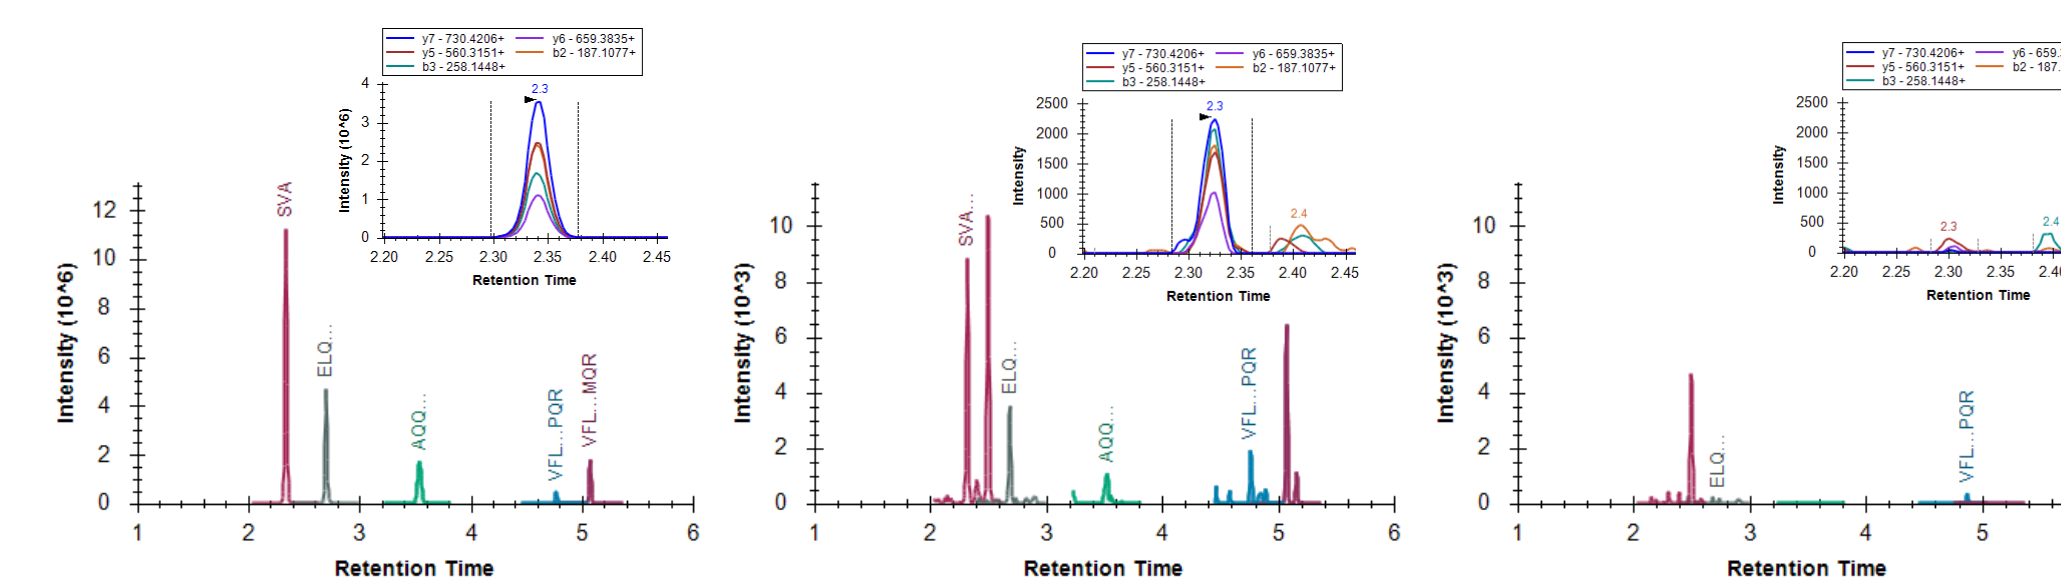 y7 - 730.4206+ y6 - 659.3835+
y5 - 560.3151+ b2 - 187.1077+
b3 - 258.1448+
4
3
2
1
0
Intensity (10^6)
2.3
2.20 2.25 2.30 2.35 2.40 2.45
Retention Time
12
10
8
6
4
2
0
Intensity (10^6)
SVA
ELQ...
AQQ...
VFL...PQR
VFL...MQR
1 2 3 4 5 6
Retention Time
y7 - 730.4206+ y6 - 659.3835+
y5 - 560.3151+ b2 - 187.1077+
b3 - 258.1448+
2500
2000
1500
1000
500
0
Intensity
2.3
2.4
2.20 2.25 2.30 2.35 2.40 2.45
Retention Time
10
8
6
4
2
0
Intensity (10^3)
SVA...
ELQ...
AQQ...
VFL...PQR
1 2 3 4 5 6
Retention Time
y7 - 730.4206+ y6 - 659.
y5 - 560.3151+ b2 - 187.
b3 - 258.1448+
2500
2000
1500
1000
500
0
Intensity
2.3
2.4
2.20 2.25 2.30 2.35 2.40
Retention Time
10
8
6
4
2
0
Intensity (10^3)
ELQ...
VFL...PQR
1 2 3 4 5
Retention Time